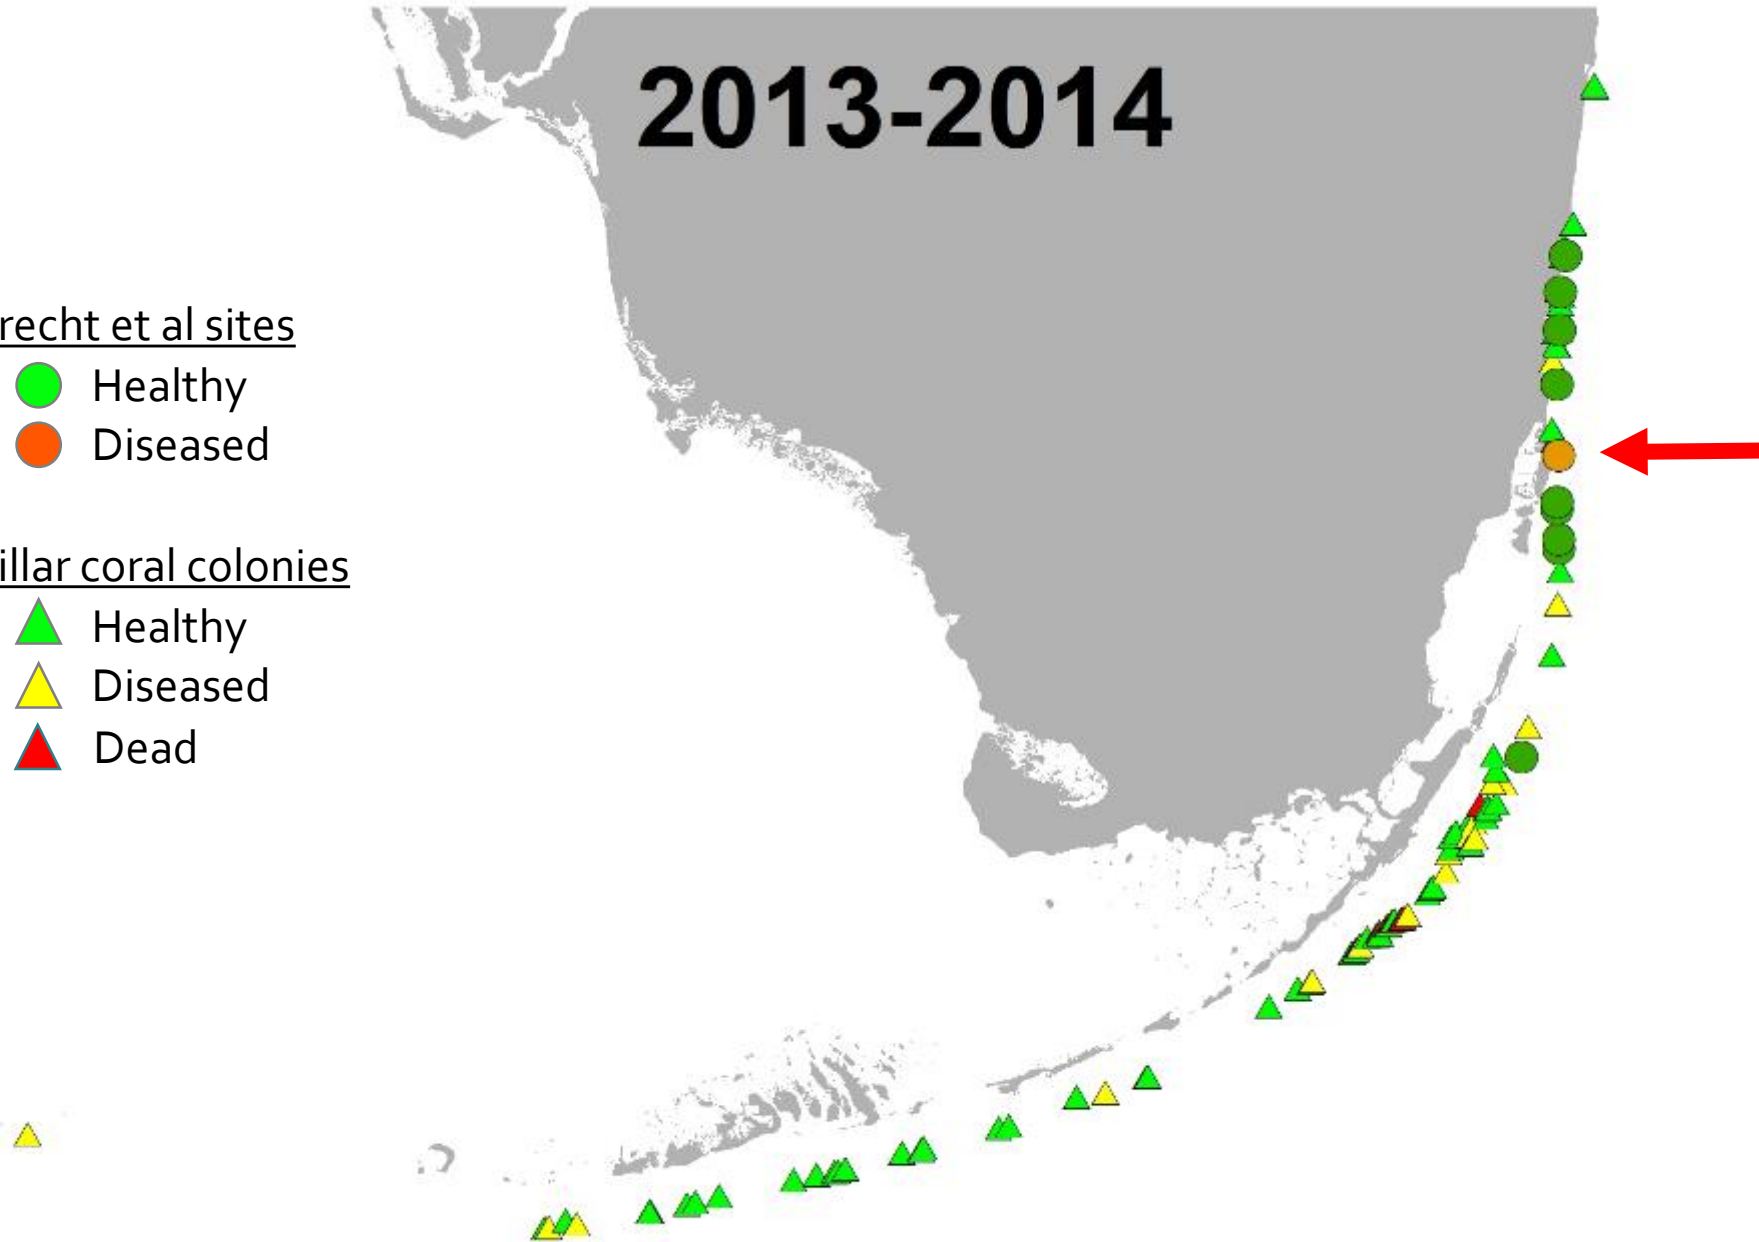 2013-2014
recht et al sites
Healthy
Diseased
illar coral colonies
Healthy
Diseased
Dead